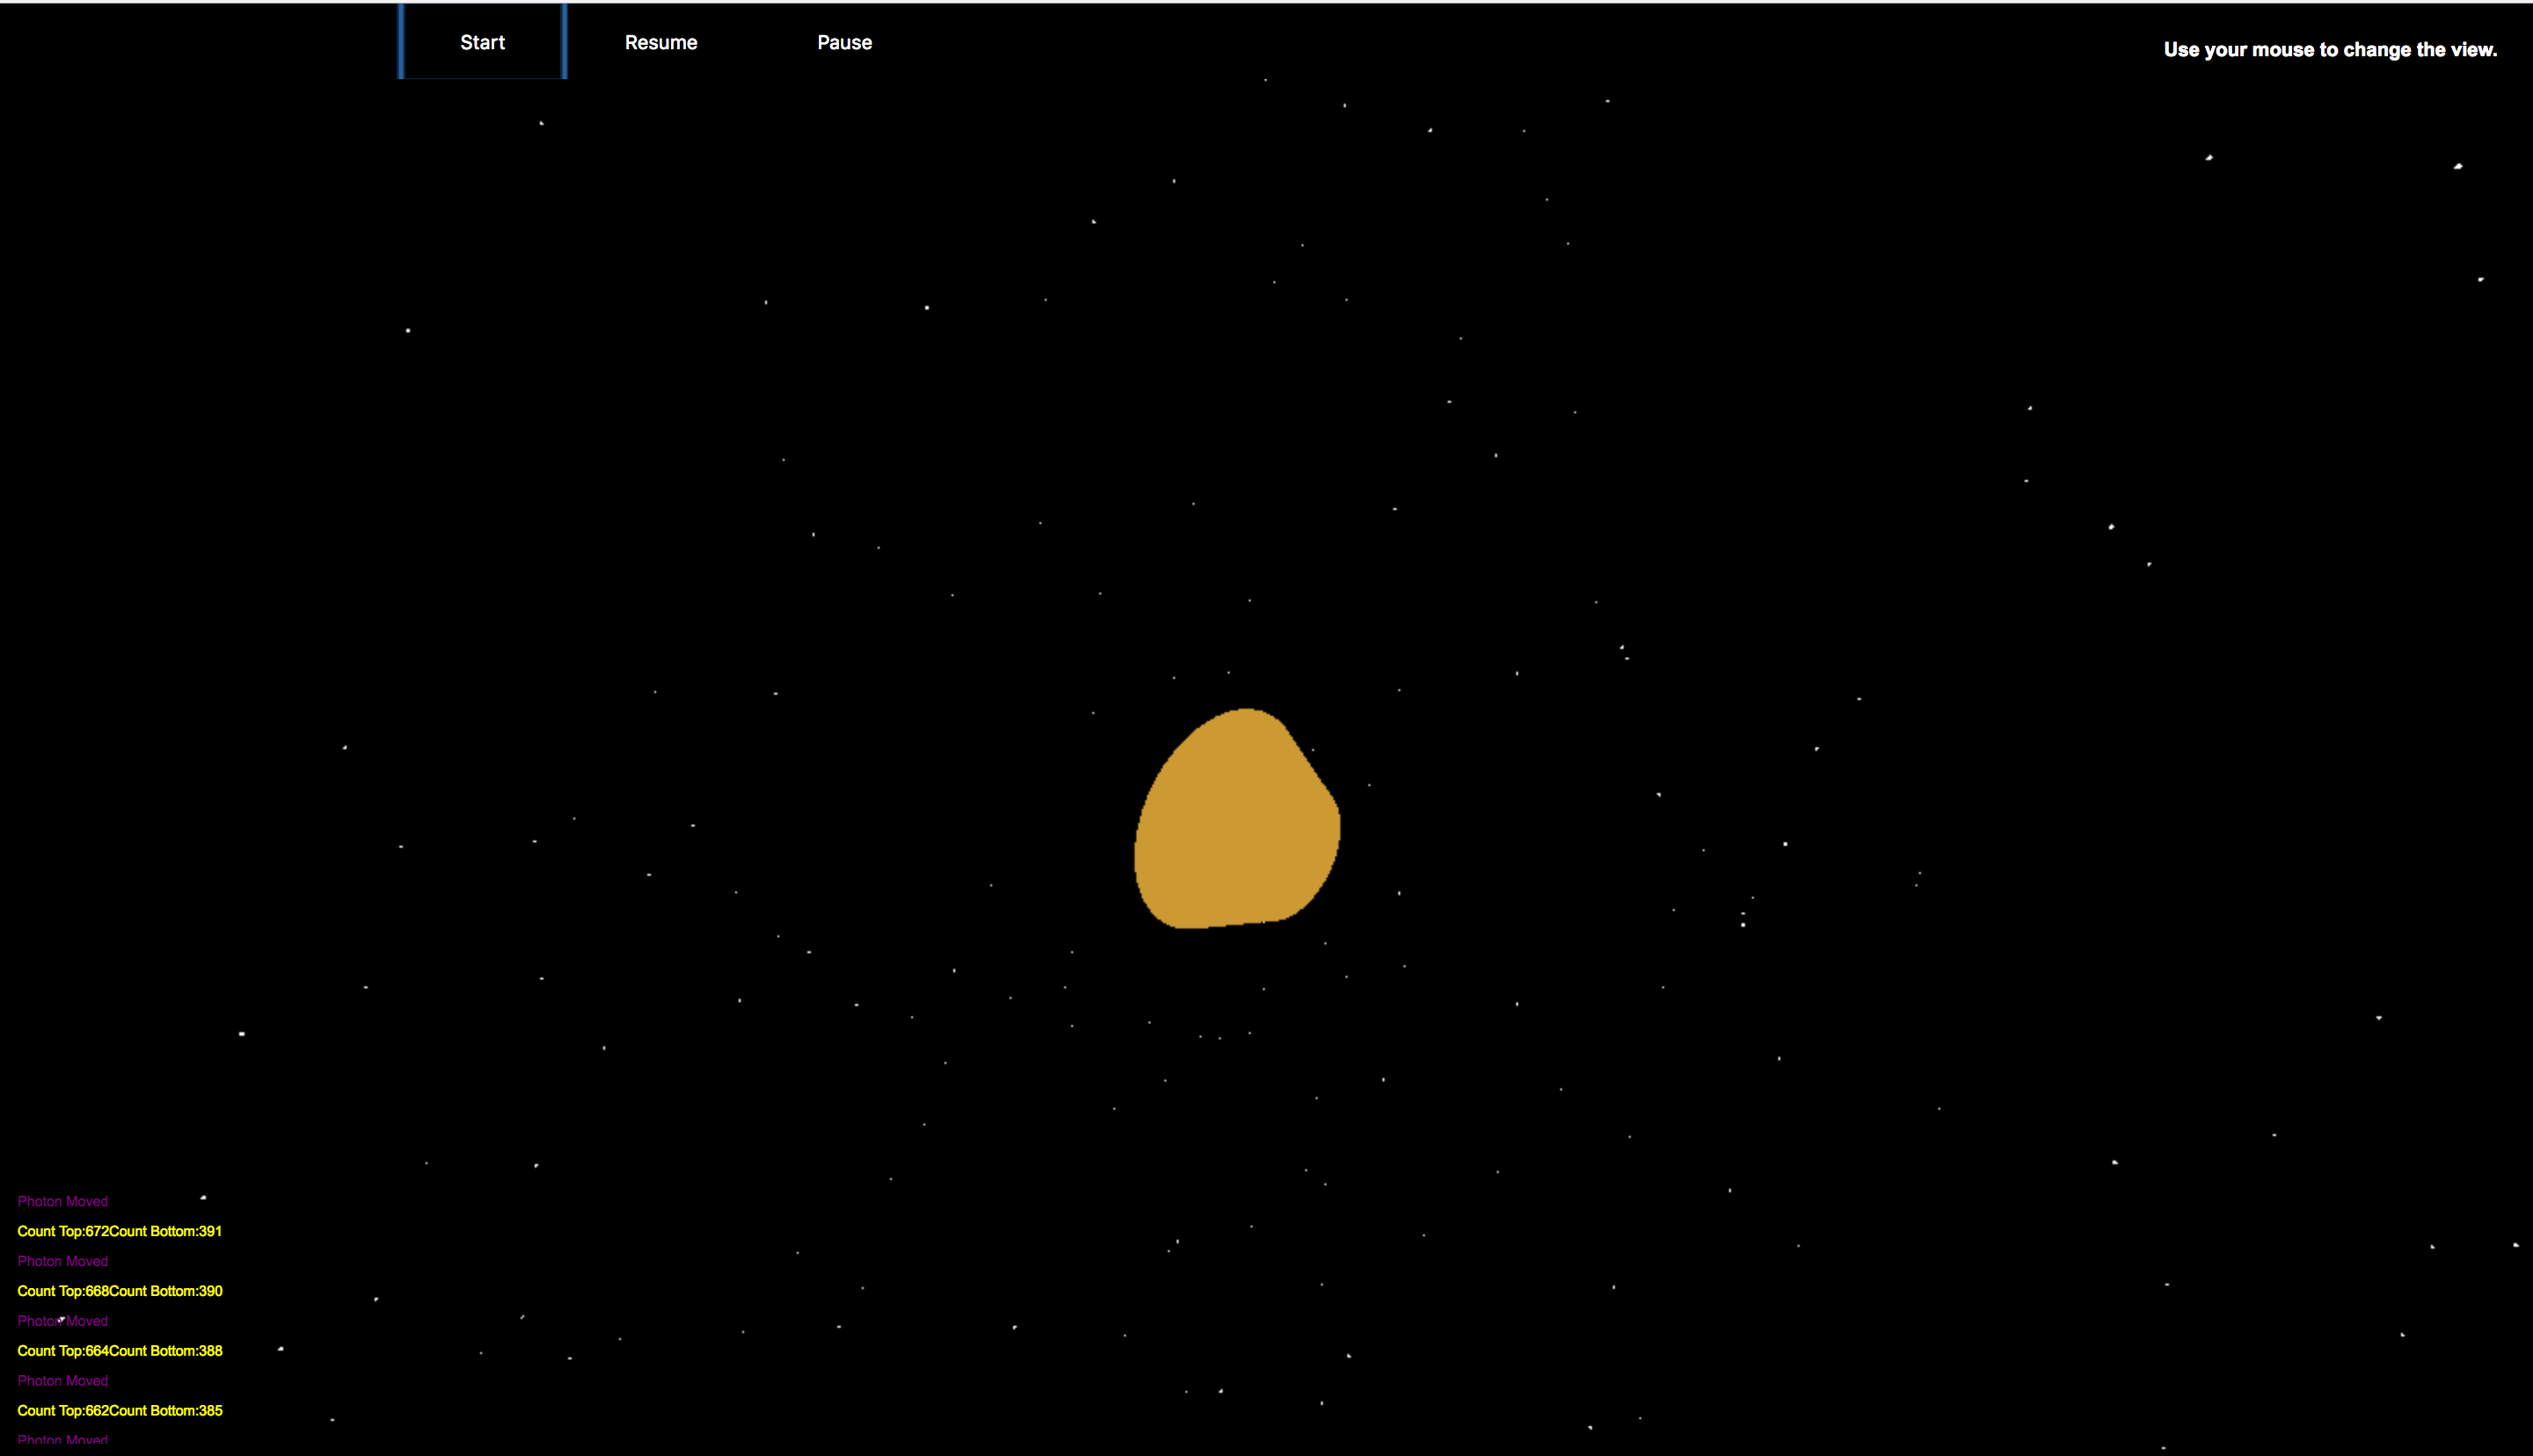 Start Resume Pause
Use your mouse to change the view.
Photon Moved
Count Top:672Count Bottom:391
Photon Moved
Count Top:668Count Bottom:390
Photon Moved
Count Top:664Count Bottom:388
Photon Moved
Count Top:662Count Bottom:385
Photon Moved